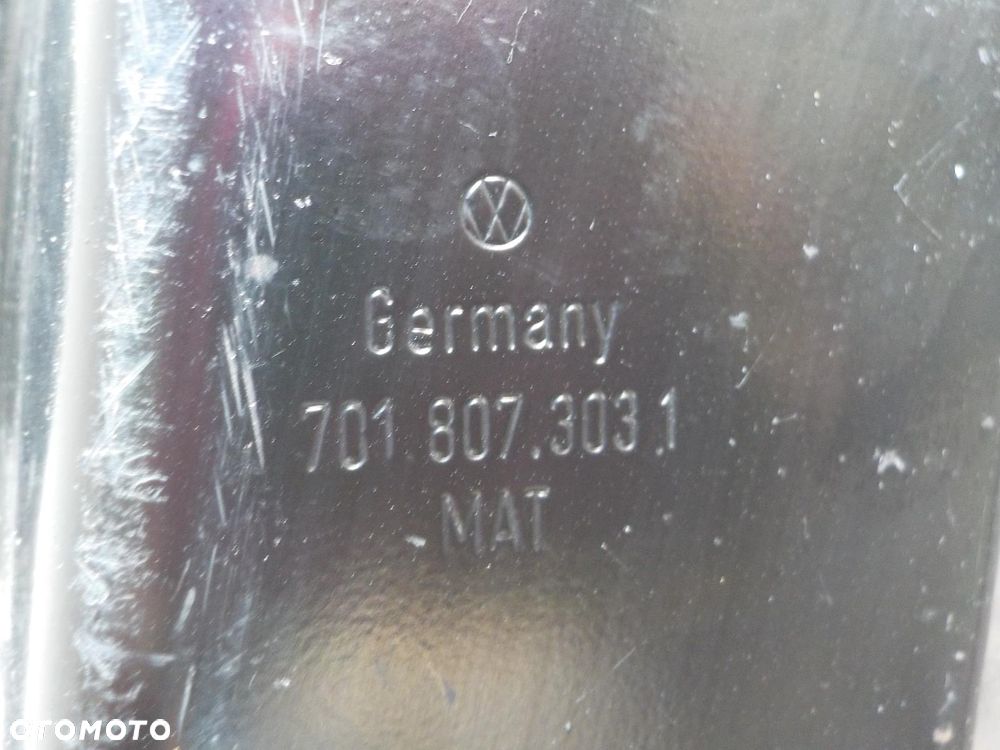 Germany
701.807.303.1
MAT
OTOMOTO